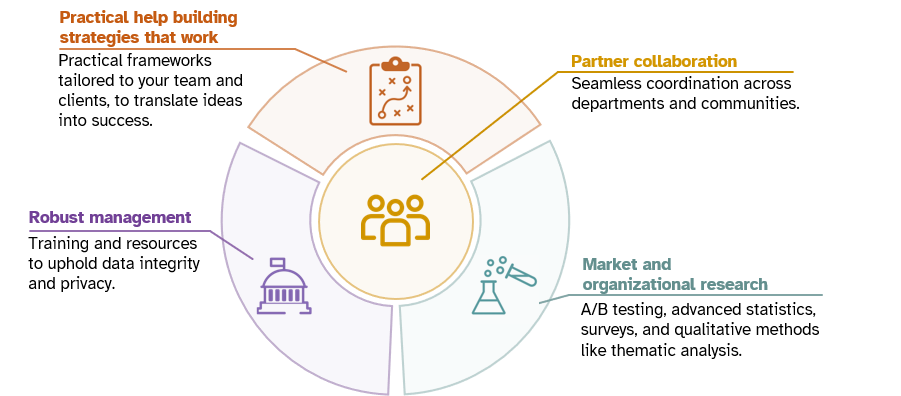 Practical help building
strategies that work
Practical frameworks
tailored to your team and
clients, to translate ideas
into success.
Partner collaboration
Seamless coordination across
departments and communities.
Robust management
Training and resources
to uphold data integrity
and privacy.
Market and
organizational research
A/B testing, advanced statistics,
surveys, and qualitative methods
like thematic analysis.